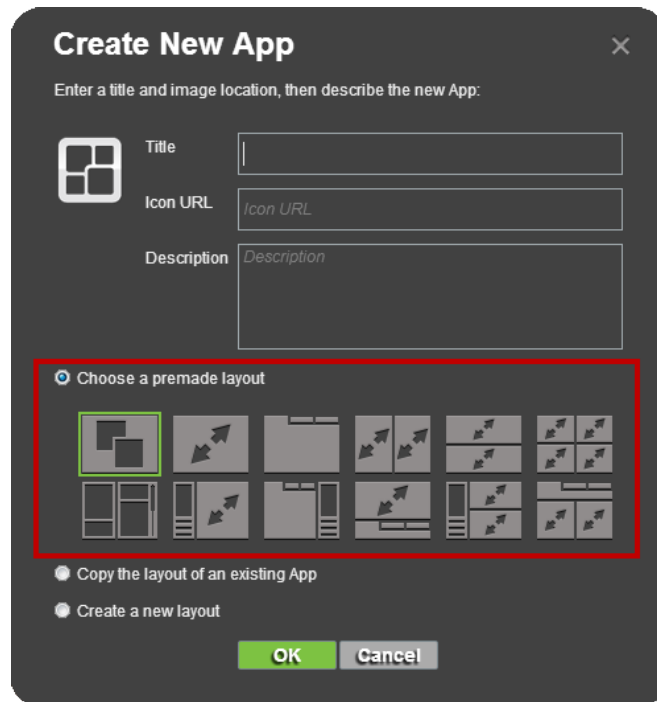 Create New App
Enter a title and image location, then describe the new App:
Title
Icon URL
Icon URL
Description
Description
Choose a premade layout
Copy the layout of an existing App
Create a new layout
OK
Cancel